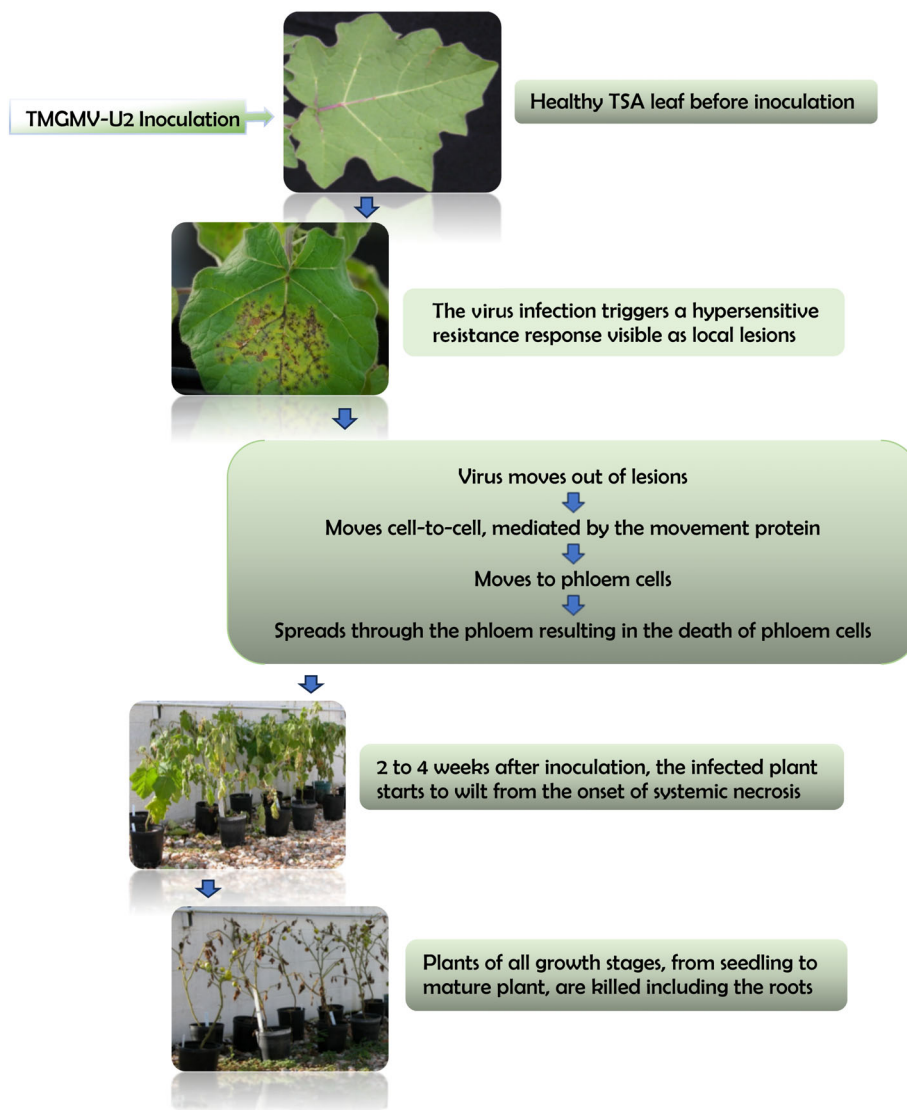 TMGMV-U2 Inoculation
Healthy TSA leaf before inoculation
The virus infection triggers a hypersensitive
resistance response visible as local lesions
Virus moves out of lesions
Moves cell-to-cell, mediated by the movement protein
Moves to phloem cells
Spreads through the phloem resulting in the death of phloem cells
2 to 4 weeks after inoculation, the infected plant
starts to wilt from the onset of systemic necrosis
Plants of all growth stages, from seedling to
mature plant, are killed including the roots